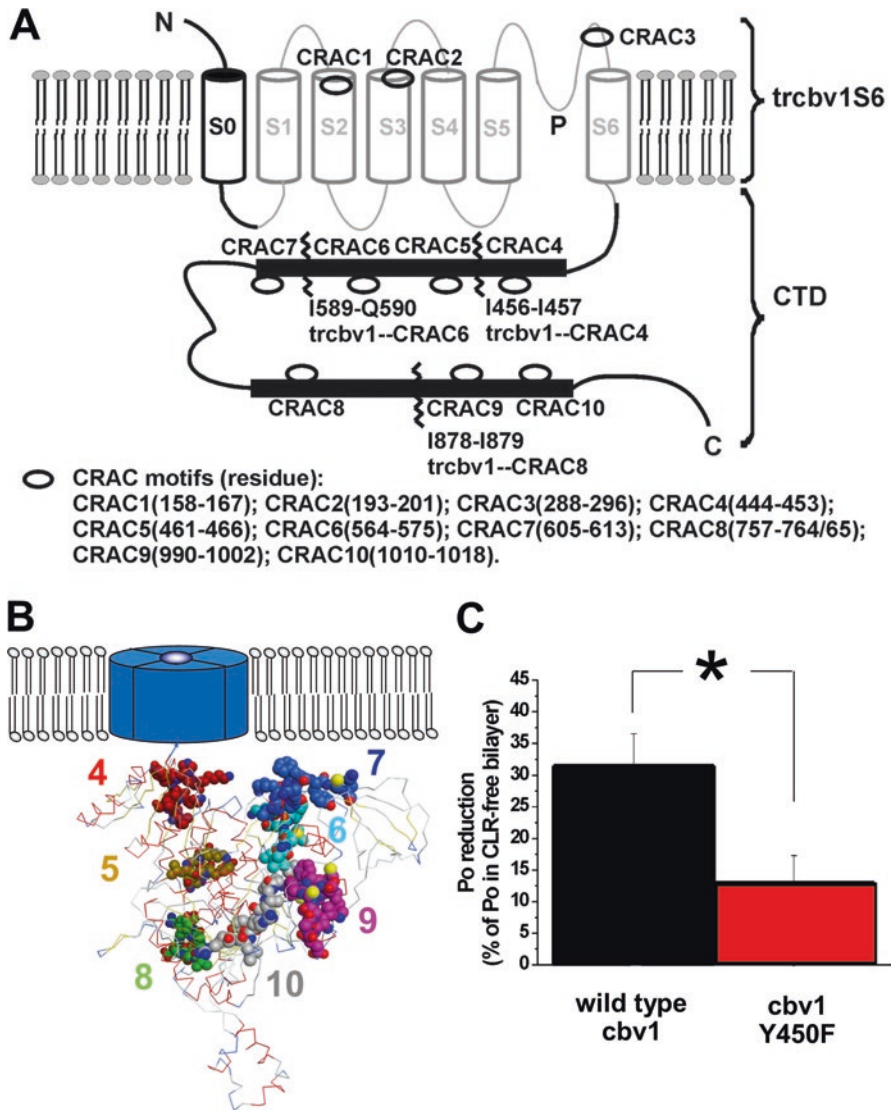 A
N
CRAC1
CRAC2
CRAC3
S0
S1
S2
S3
S4
S5
P
S6
trcbv1S6
CRAC7
CRAC6
CRAC5
CRAC4
I589-Q590
trcbv1--CRAC6
I456-I457
trcbv1--CRAC4
CTD
CRAC8
CRAC9
CRAC10
I878-I879
trcbv1--CRAC8
C
CRAC motifs (residue):
CRAC1(158-167); CRAC2(193-201); CRAC3(288-296); CRAC4(444-453);
CRAC5(461-466); CRAC6(564-575); CRAC7(605-613); CRAC8(757-764/65);
CRAC9(990-1002); CRAC10(1010-1018).
B
4
7
6
5
9
8
10
C
*
Po reduction
(% of Po in CLR-free bilayer)
45
40
35
30
25
20
15
10
5
0
wild type
cbv1
cbv1
Y450F